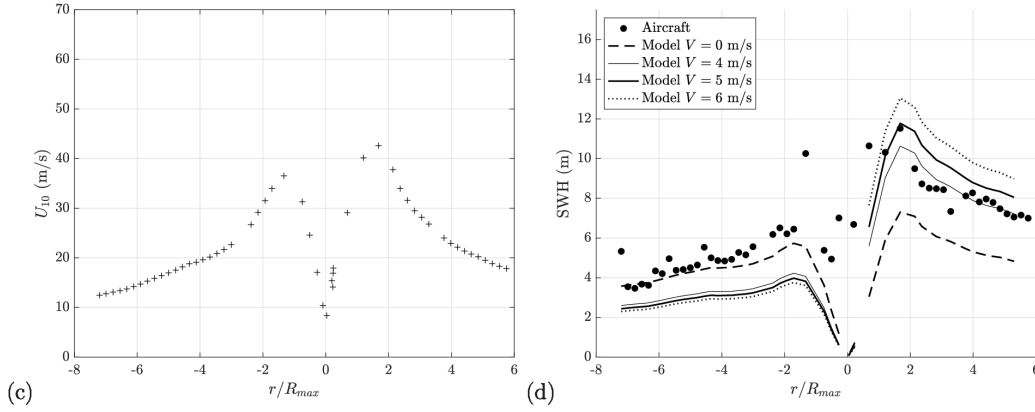 70
60
50
40
30
20
10
0
U10 (m/s)
-8 -6 -4 -2 0 2 4 6
r/Rmax
(c)
16
14
12
10
8
6
4
2
0
SWH (m)
Aircraft
Model V = 0 m/s
Model V = 4 m/s
Model V = 5 m/s
Model V = 6 m/s
-8 -6 -4 -2 0 2 4 6
r/Rmax
(d)